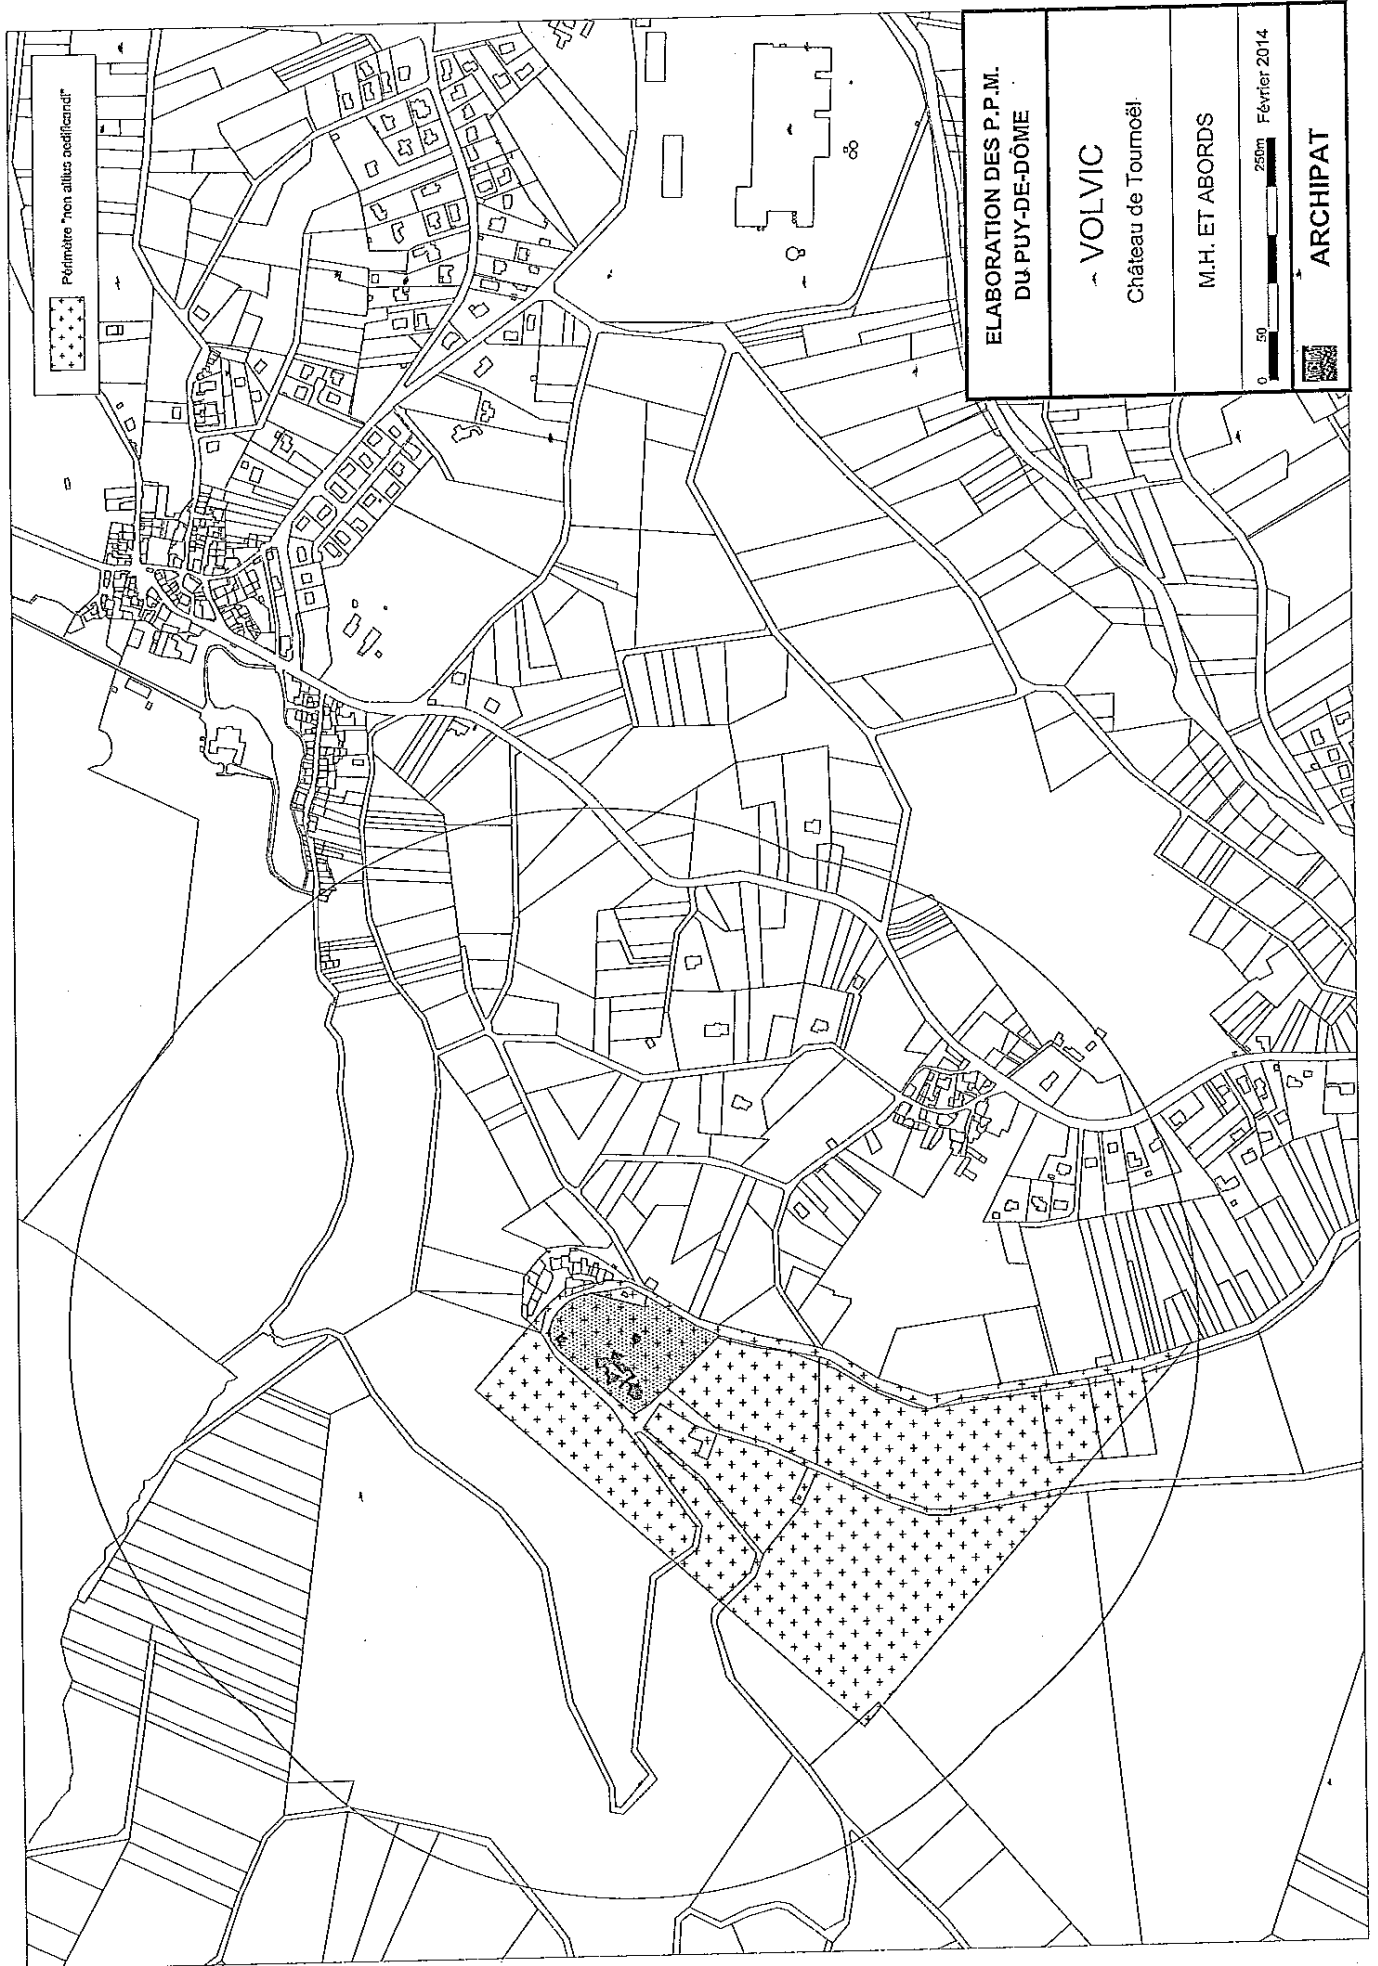 Périmètre "non altius aedificandi"
ELABORATION DES P.P.M.
DU PUY-DE-DÔME
VOLVIC
Château de Tournoël
M.H. ET ABORDS
0 50 250m Février 2014
ARCHIPAT